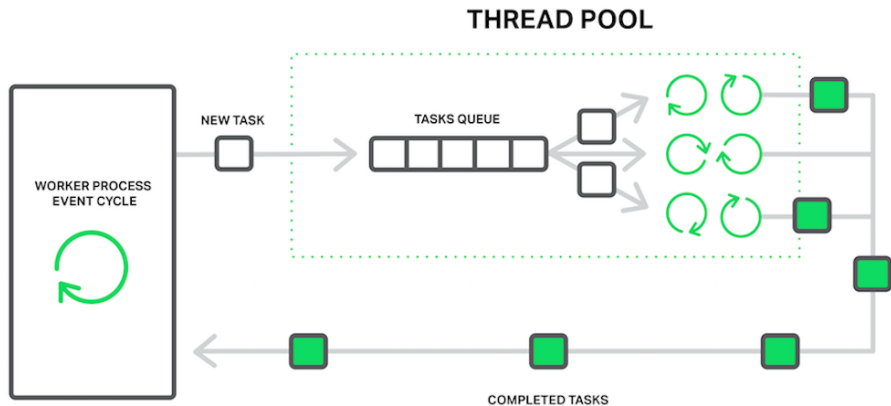 THREAD POOL
NEW TASK
TASKS QUEUE
WORKER PROCESS
EVENT CYCLE
COMPLETED TASKS